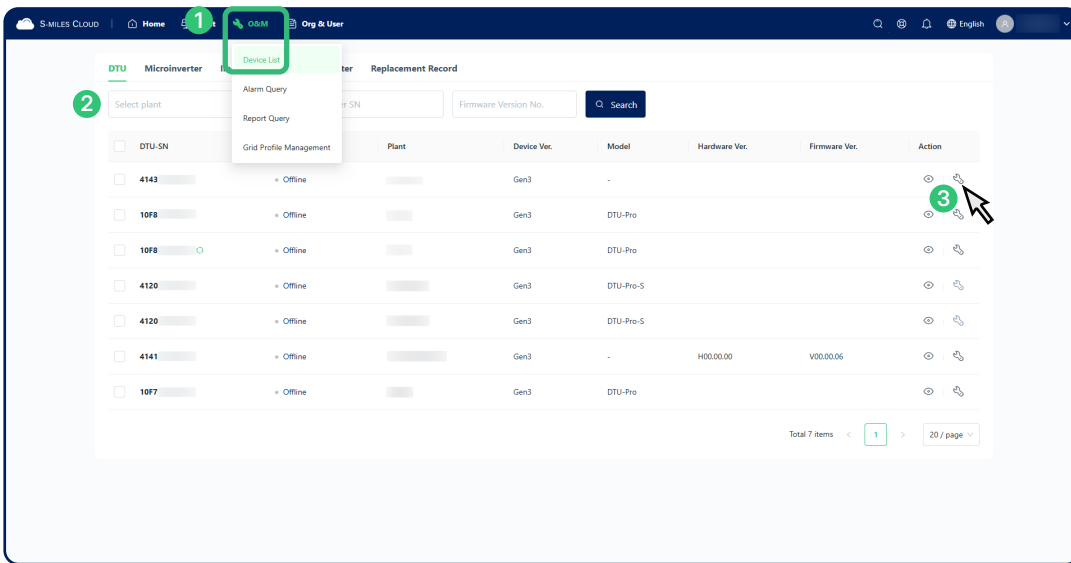 S-MILES CLOUD Home 1 O&M Org & User English
Device List
DTU Microinverter Replacement Record
Alarm Query
2 Select plant SN Firmware Version No. Search
Report Query
Grid Profile Management
DTU-SN Plant Device Ver. Model Hardware Ver. Firmware Ver. Action
4143 Offline Gen3 -
3
10F8 Offline Gen3 DTU-Pro
10F8 Offline Gen3 DTU-Pro
4120 Offline Gen3 DTU-Pro-S
4120 Offline Gen3 DTU-Pro-S
4141 Offline Gen3 - H00.00.00 V00.00.06
10F7 Offline Gen3 DTU-Pro
Total 7 items < 1 > 20 / page